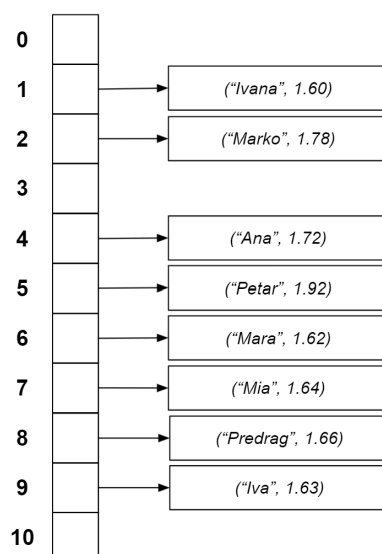 0
1 ("Ivana", 1.60)
2 ("Marko", 1.78)
3
4 ("Ana", 1.72)
5 ("Petar", 1.92)
6 ("Mara", 1.62)
7 ("Mia", 1.64)
8 ("Predrag", 1.66)
9 ("Iva", 1.63)
10